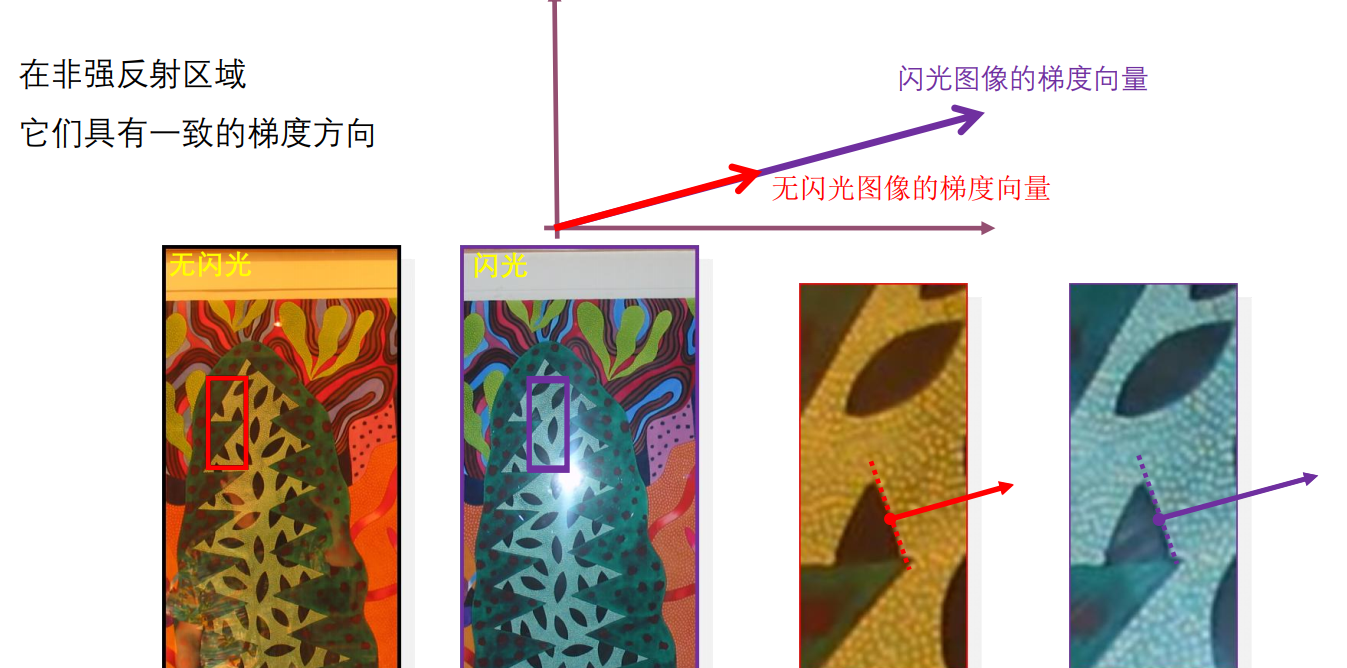 在非强反射区域
它们具有一致的梯度方向
闪光图像的梯度向量
无闪光图像的梯度向量
无闪光
闪光